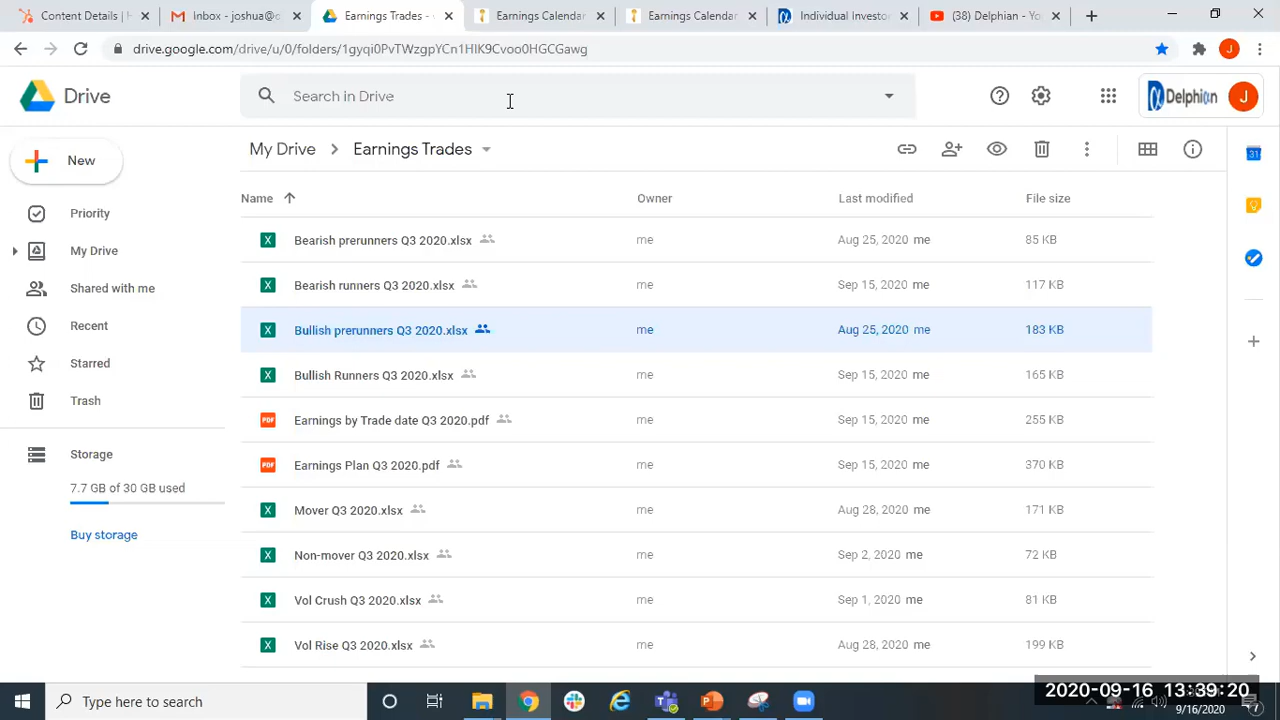 Content Details | H
Inbox - joshua@
Earnings Trades -
Earnings Calendar
Earnings Calendar
Individual Investor
(38) Delphian - Yo
drive.google.com/drive/u/0/folders/1gyqi0PvTWzgpYCn1HlK9Cvoo0HGCGawg
J
Drive
Search in Drive
Delphian
J
New
My Drive
Earnings Trades
31
Name
Owner
Last modified
File size
Priority
My Drive
Shared with me
Recent
Starred
Trash
Storage
7.7 GB of 30 GB used
Buy storage
X Bearish prerunners Q3 2020.xlsx me Aug 25, 2020 me 85 KB
X Bearish runners Q3 2020.xlsx me Sep 15, 2020 me 117 KB
X Bullish prerunners Q3 2020.xlsx me Aug 25, 2020 me 183 KB
X Bullish Runners Q3 2020.xlsx me Sep 15, 2020 me 165 KB
PDF Earnings by Trade date Q3 2020.pdf me Sep 15, 2020 me 255 KB
PDF Earnings Plan Q3 2020.pdf me Sep 15, 2020 me 370 KB
X Mover Q3 2020.xlsx me Aug 28, 2020 me 171 KB
X Non-mover Q3 2020.xlsx me Sep 2, 2020 me 72 KB
X Vol Crush Q3 2020.xlsx me Sep 1, 2020 me 81 KB
X Vol Rise Q3 2020.xlsx me Aug 28, 2020 me 199 KB
Type here to search
2020-09-16 13:39:20
9/16/2020